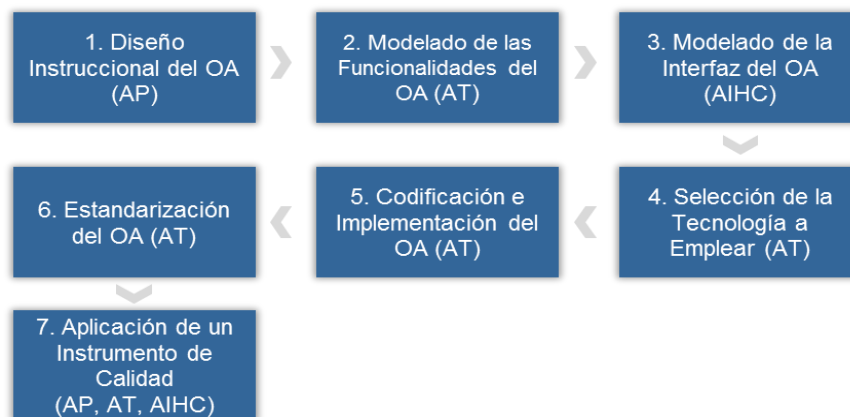 1. Diseño
Instruccional del OA
(AP)
2. Modelado de las
Funcionalidades del
OA (AT)
3. Modelado de la
Interfaz del OA
(AIHC)
4. Selección de la
Tecnología a
Emplear (AT)
5. Codificación e
Implementación del
OA (AT)
6. Estandarización
del OA (AT)
7. Aplicación de un
Instrumento de
Calidad
(AP, AT, AIHC)